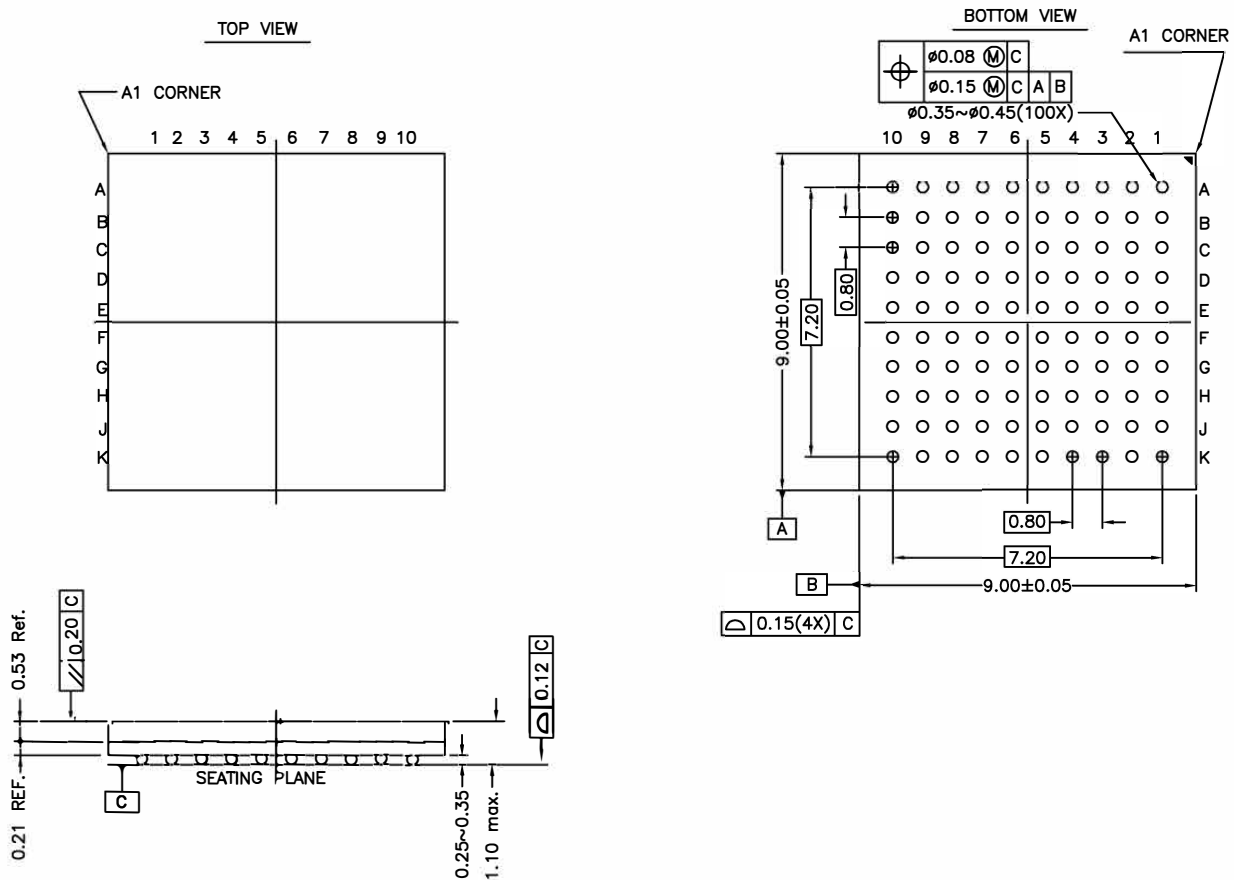 TOP VIEW
A1 CORNER
1 2 3 4 5 6 7 8 9 10
A
B
C
D
E
F
G
H
J
K
BOTTOM VIEW
A1 CORNER
⌖ ø0.08 Ⓜ C
ø0.15 Ⓜ C A B
ø0.35~ø0.45(100X)
10 9 8 7 6 5 4 3 2 1
A
B
C
D
E
F
G
H
J
K
9.00±0.05
7.20
0.80
A
0.80
7.20
B
9.00±0.05
⌓ 0.15(4X) C
0.53 Ref.
// 0.20 C
0.21 REF.
C
SEATING PLANE
0.25~0.35
1.10 max.
⌓ 0.12 C